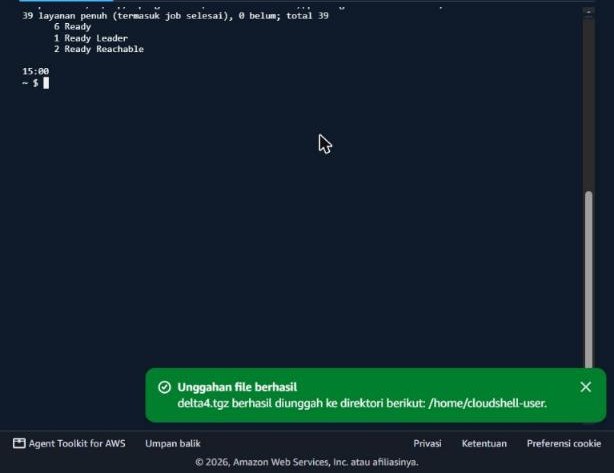 39 layanan penuh (termasuk job selesai), 0 belum; total 39
6 Ready
1 Ready Leader
2 Ready Reachable
15:00
~ $
Unggahan file berhasil
delta4.tgz berhasil diunggah ke direktori berikut: /home/cloudshell-user.
Agent Toolkit for AWS Umpan balik Privasi Ketentuan Preferensi cookie
© 2026, Amazon Web Services, Inc. atau afiliasinya.